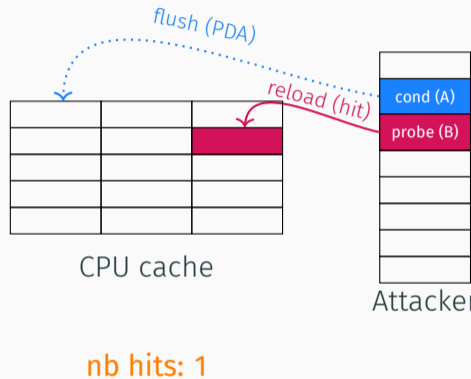 flush (PDA)
cond (A)
reload (hit)
probe (B)
CPU cache
Attacker
nb hits: 1